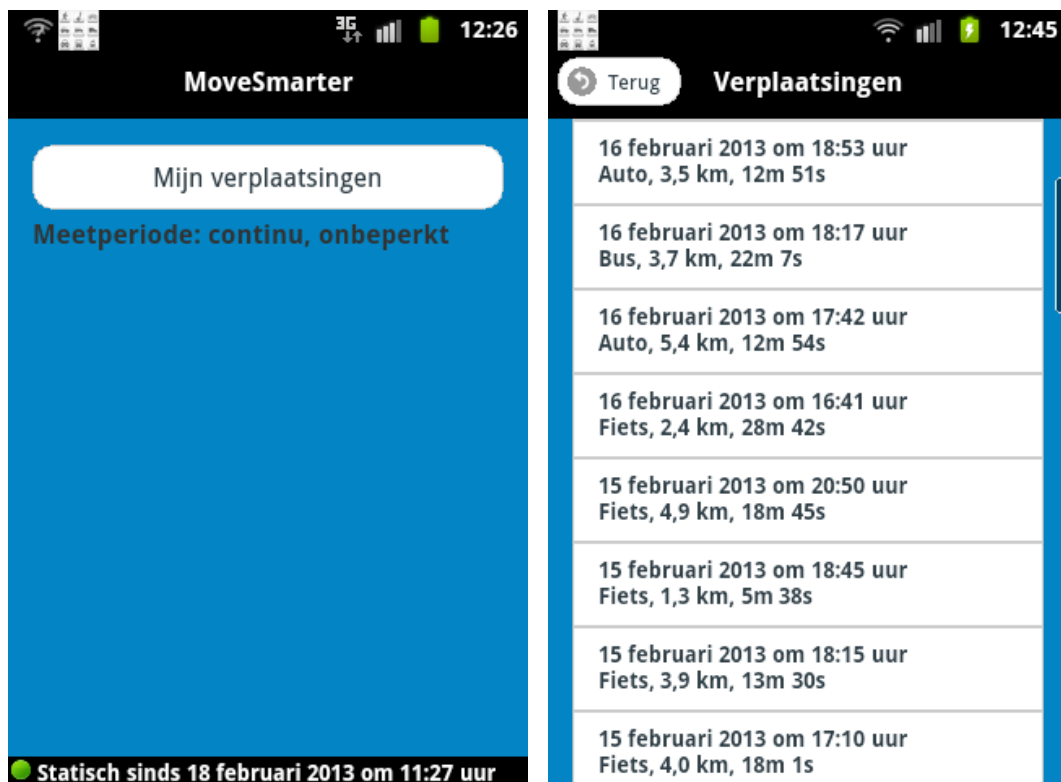 12:26
MoveSmarter
Mijn verplaatsingen
Meetperiode: continu, onbeperkt
Statisch sinds 18 februari 2013 om 11:27 uur
12:45
Terug
Verplaatsingen
16 februari 2013 om 18:53 uur
Auto, 3,5 km, 12m 51s
16 februari 2013 om 18:17 uur
Bus, 3,7 km, 22m 7s
16 februari 2013 om 17:42 uur
Auto, 5,4 km, 12m 54s
16 februari 2013 om 16:41 uur
Fiets, 2,4 km, 28m 42s
15 februari 2013 om 20:50 uur
Fiets, 4,9 km, 18m 45s
15 februari 2013 om 18:45 uur
Fiets, 1,3 km, 5m 38s
15 februari 2013 om 18:15 uur
Fiets, 3,9 km, 13m 30s
15 februari 2013 om 17:10 uur
Fiets, 4,0 km, 18m 1s